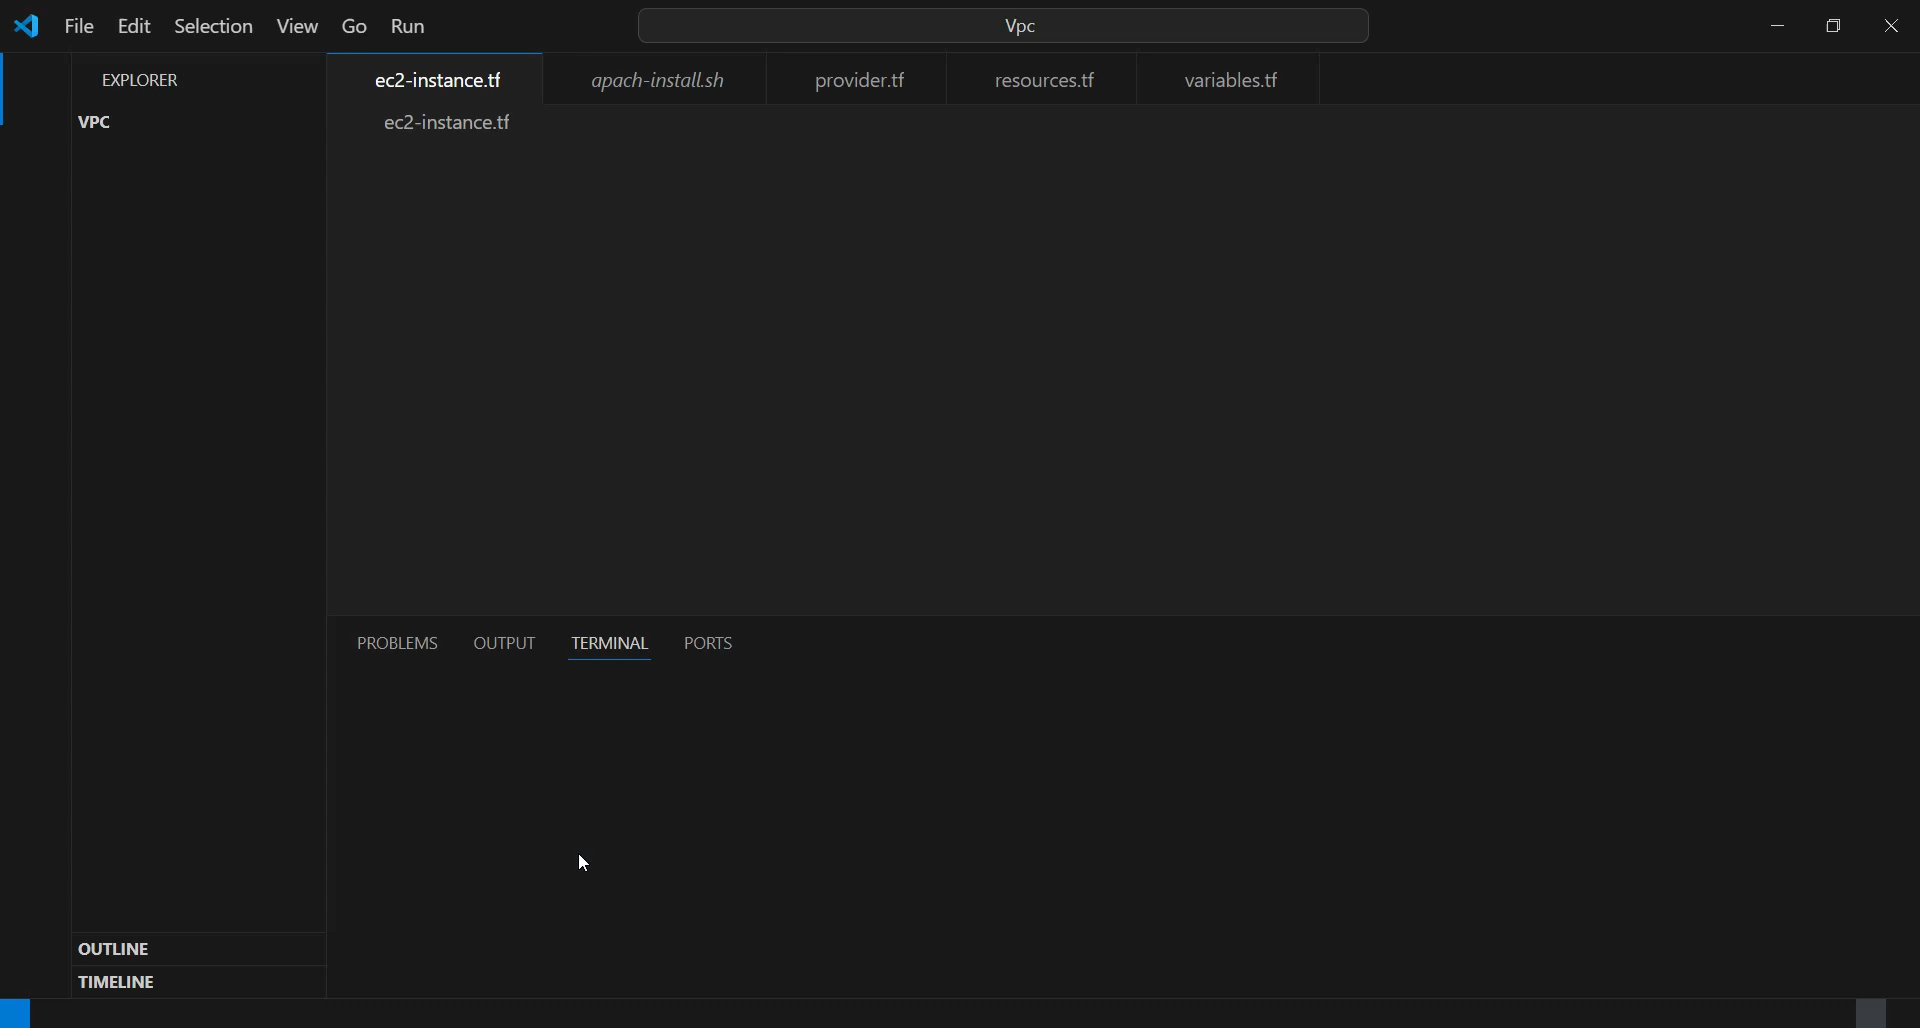 File Edit Selection View Go Run
Vpc
EXPLORER
VPC
ec2-instance.tf
apach-install.sh
provider.tf
resources.tf
variables.tf
ec2-instance.tf
PROBLEMS OUTPUT TERMINAL PORTS
OUTLINE
TIMELINE